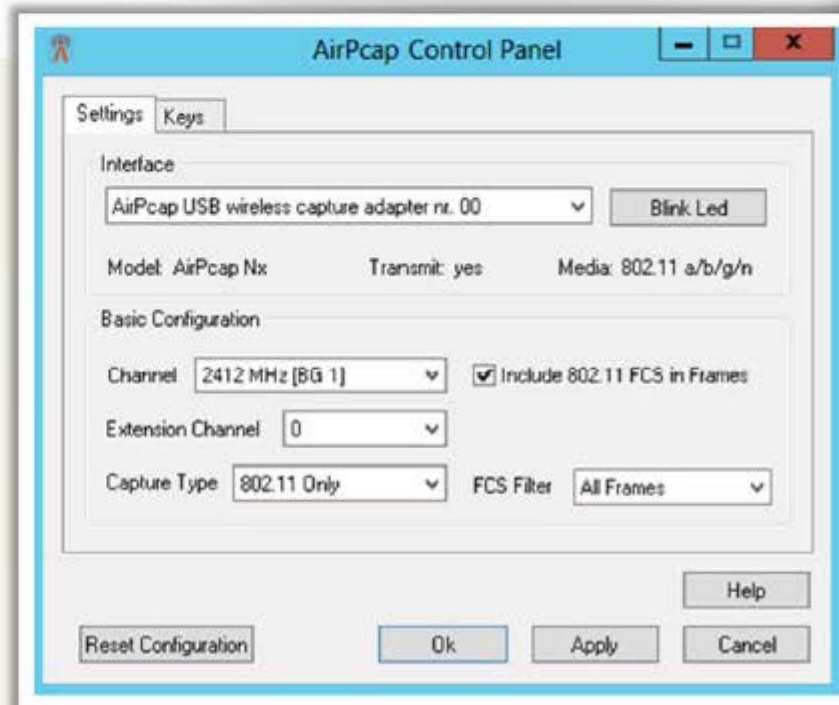 AirPcap Control Panel
Settings Keys
Interface
AirPcap USB wireless capture adapter nr. 00 Blink Led
Model: AirPcap Nx Transmit: yes Media: 802.11 a/b/g/n
Basic Configuration
Channel 2412 MHz [BG 1] Include 802.11 FCS in Frames
Extension Channel 0
Capture Type 802.11 Only FCS Filter All Frames
Help
Reset Configuration Ok Apply Cancel